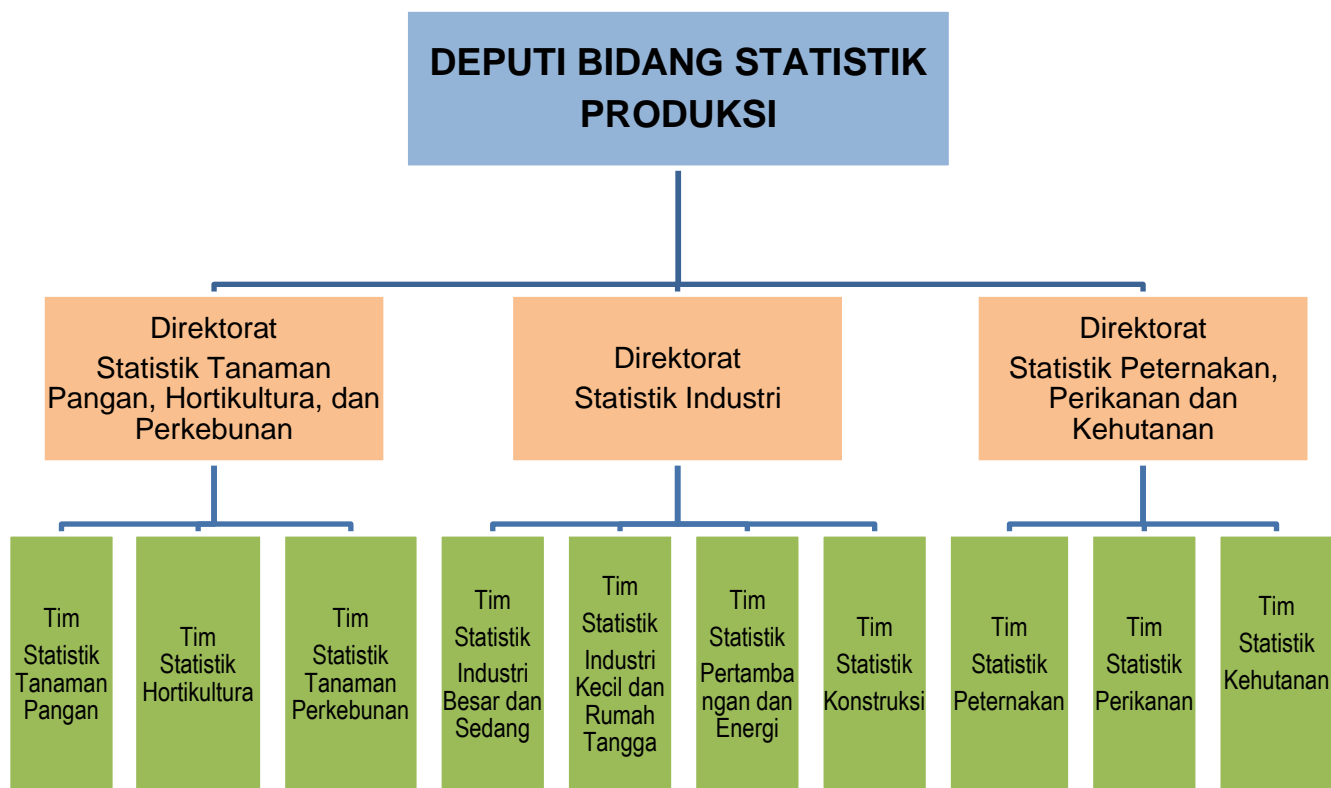 DEPUTI BIDANG STATISTIK
PRODUKSI
Direktorat
Statistik Tanaman
Pangan, Hortikultura, dan
Perkebunan
Direktorat
Statistik Industri
Direktorat
Statistik Peternakan,
Perikanan dan
Kehutanan
Tim
Statistik
Tanaman
Pangan
Tim
Statistik
Hortikultura
Tim
Statistik
Tanaman
Perkebunan
Tim
Statistik
Industri
Besar dan
Sedang
Tim
Statistik
Industri
Kecil dan
Rumah
Tangga
Tim
Statistik
Pertamba
ngan dan
Energi
Tim
Statistik
Konstruksi
Tim
Statistik
Peternakan
Tim
Statistik
Perikanan
Tim
Statistik
Kehutanan